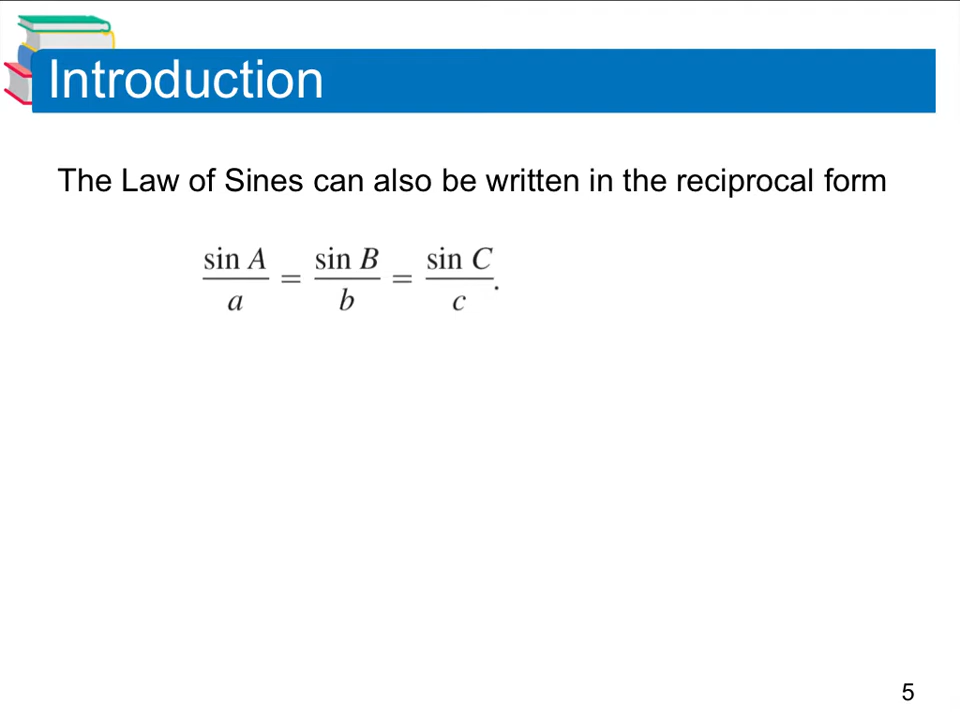 Introduction
The Law of Sines can also be written in the reciprocal form
sin A / a = sin B / b = sin C / c.
5